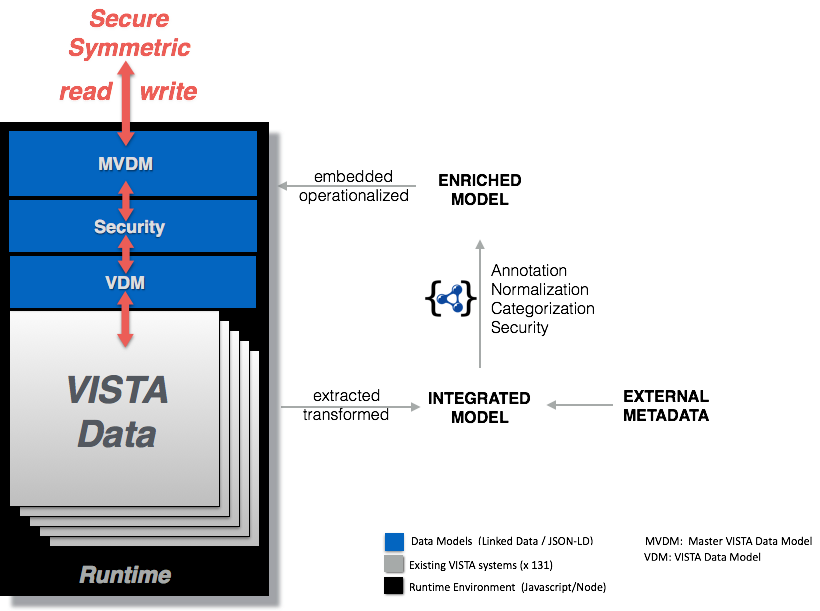 Secure
Symmetric
read write
MVDM
Security
VDM
VISTA
Data
Runtime
embedded
operationalized
ENRICHED
MODEL
Annotation
Normalization
Categorization
Security
{ }
extracted
transformed
INTEGRATED
MODEL
EXTERNAL
METADATA
Data Models (Linked Data / JSON-LD)
Existing VISTA systems (x 131)
Runtime Environment (Javascript/Node)
MVDM: Master VISTA Data Model
VDM: VISTA Data Model